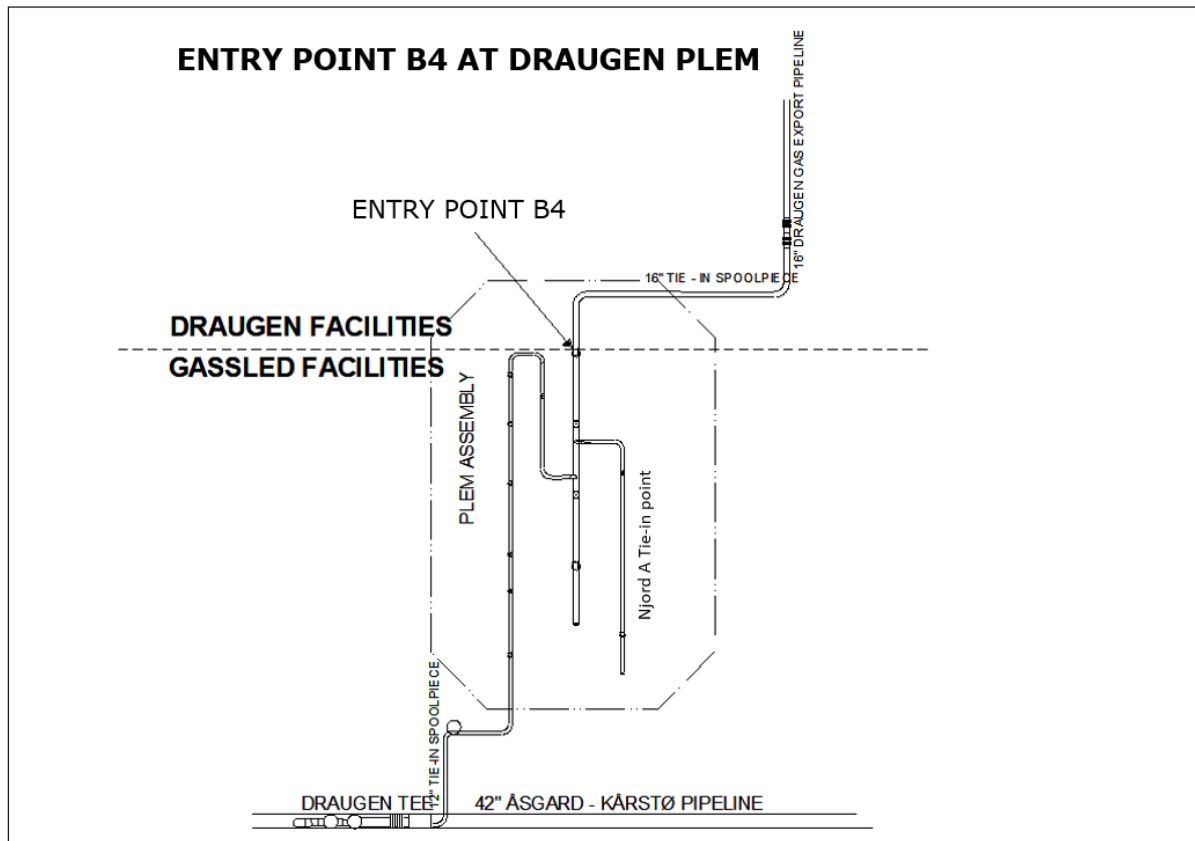 ENTRY POINT B4 AT DRAUGEN PLEM
16" DRAUGEN GAS EXPORT PIPELINE
ENTRY POINT B4
16" TIE - IN SPOOLPIECE
DRAUGEN FACILITIES
GASSLED FACILITIES
PLEM ASSEMBLY
Njord A Tie-in point
12" TIE-IN SPOOLPIECE
DRAUGEN TEE
42" ÅSGARD - KÅRSTØ PIPELINE